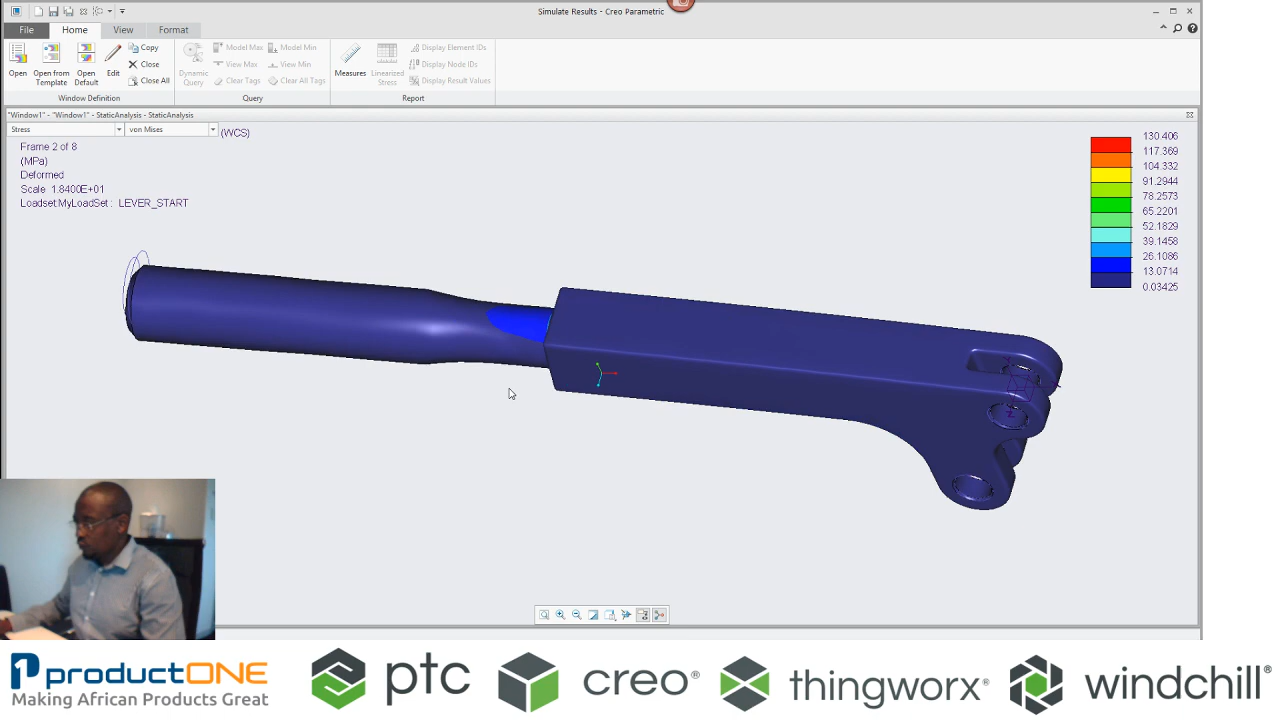 Simulate Results - Creo Parametric
File Home View Format
Open
Open from Template
Open Default
Edit
Copy
Close
Close All
Window Definition
Dynamic Query
Model Max
View Max
Clear Tags
Model Min
View Min
Clear All Tags
Query
Measures
Linearized Stress
Display Element IDs
Display Node IDs
Display Result Values
Report
"Window1" - "Window1" - StaticAnalysis - StaticAnalysis
Stress von Mises (WCS)
Frame 2 of 8
(MPa)
Deformed
Scale 1.8400E+01
Loadset:MyLoadSet : LEVER_START
130.406
117.369
104.332
91.2944
78.2573
65.2201
52.1829
39.1458
26.1086
13.0714
0.03425
productONE
Making African Products Great
ptc
creo®
thingworx®
windchill®